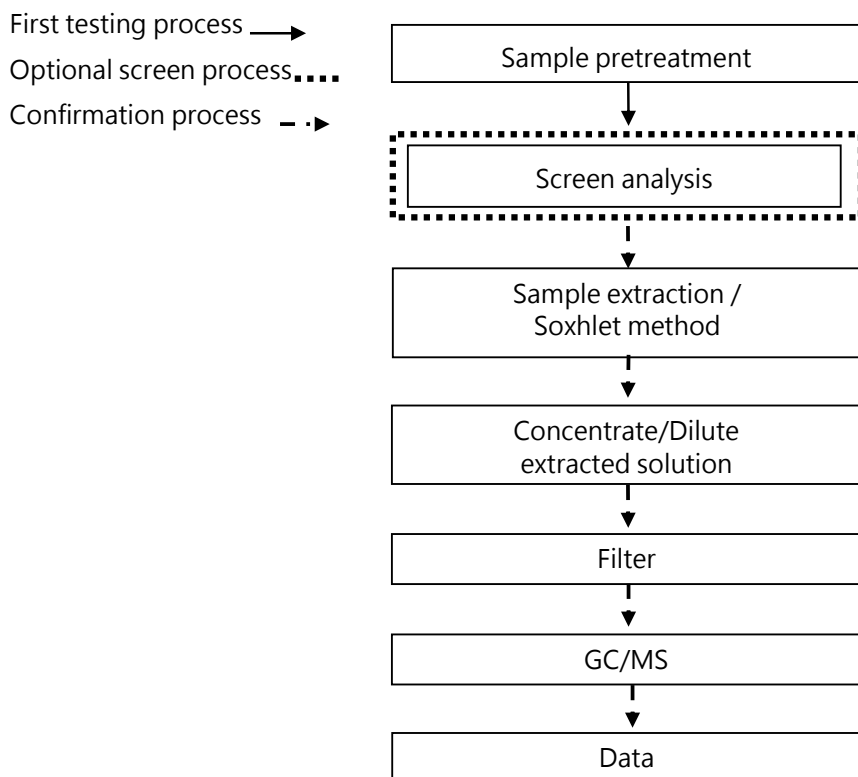 First testing process
Optional screen process
Confirmation process
Sample pretreatment
Screen analysis
Sample extraction /
Soxhlet method
Concentrate/Dilute
extracted solution
Filter
GC/MS
Data